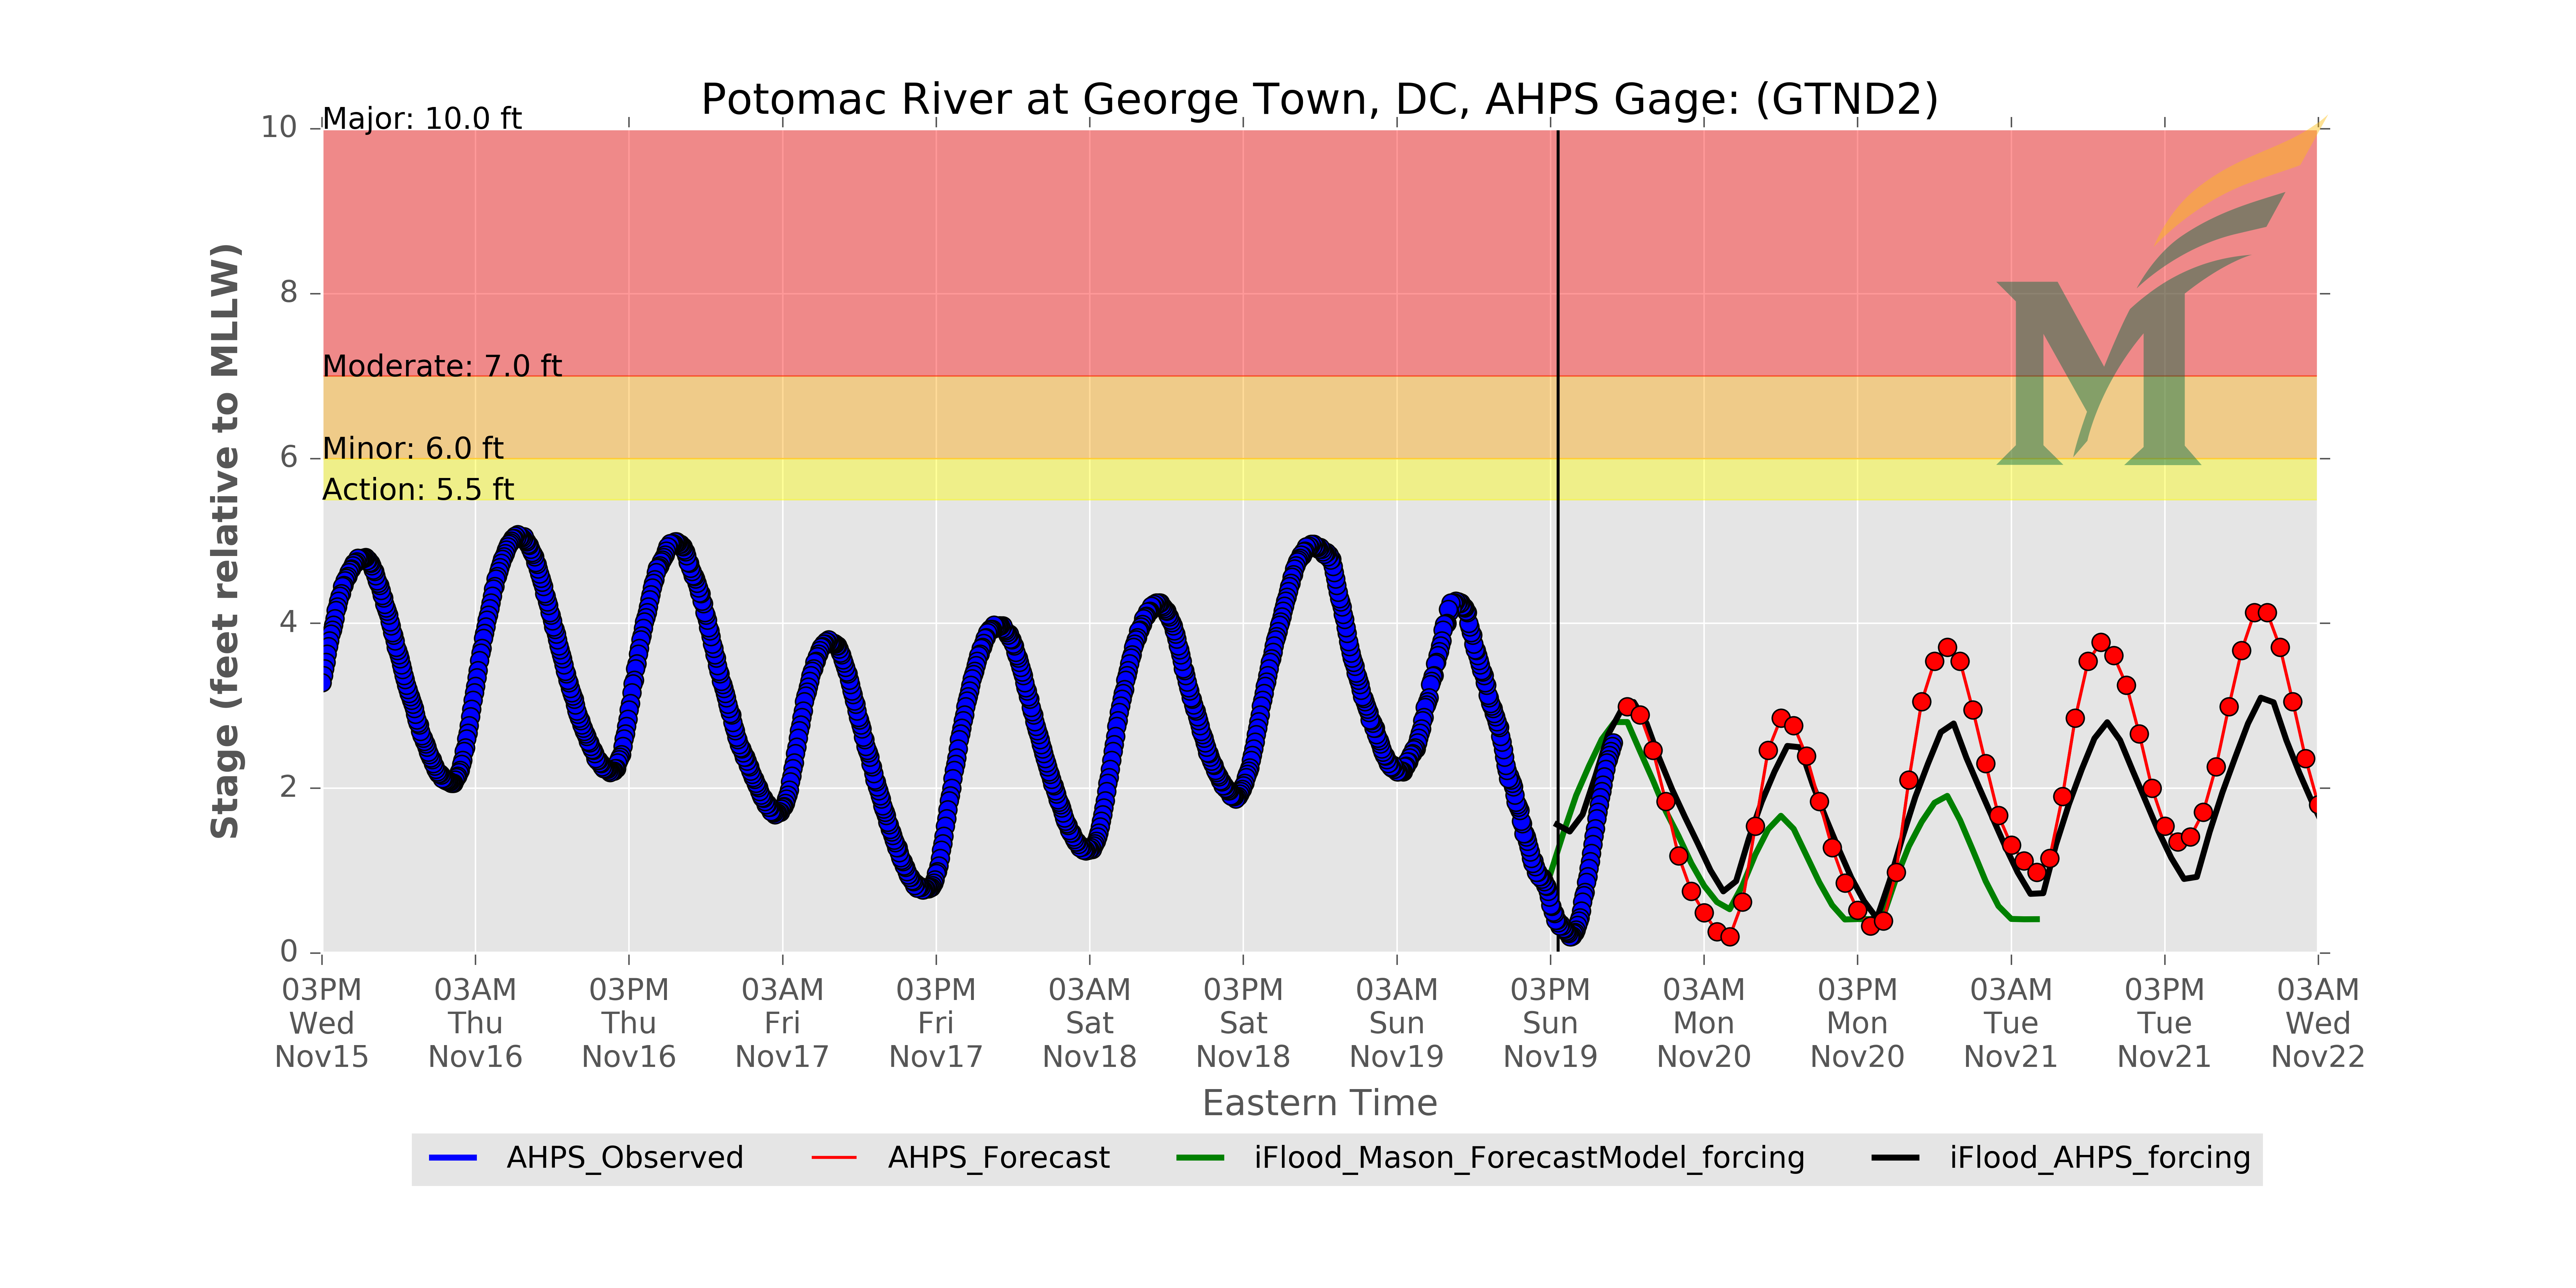 Potomac River at George Town, DC, AHPS Gage: (GTND2)
Stage (feet relative to MLLW)
10
8
6
4
2
0
Major: 10.0 ft
Moderate: 7.0 ft
Minor: 6.0 ft
Action: 5.5 ft
M
03PM Wed Nov15
03AM Thu Nov16
03PM Thu Nov16
03AM Fri Nov17
03PM Fri Nov17
03AM Sat Nov18
03PM Sat Nov18
03AM Sun Nov19
03PM Sun Nov19
03AM Mon Nov20
03PM Mon Nov20
03AM Tue Nov21
03PM Tue Nov21
03AM Wed Nov22
Eastern Time
AHPS_Observed
AHPS_Forecast
iFlood_Mason_ForecastModel_forcing
iFlood_AHPS_forcing